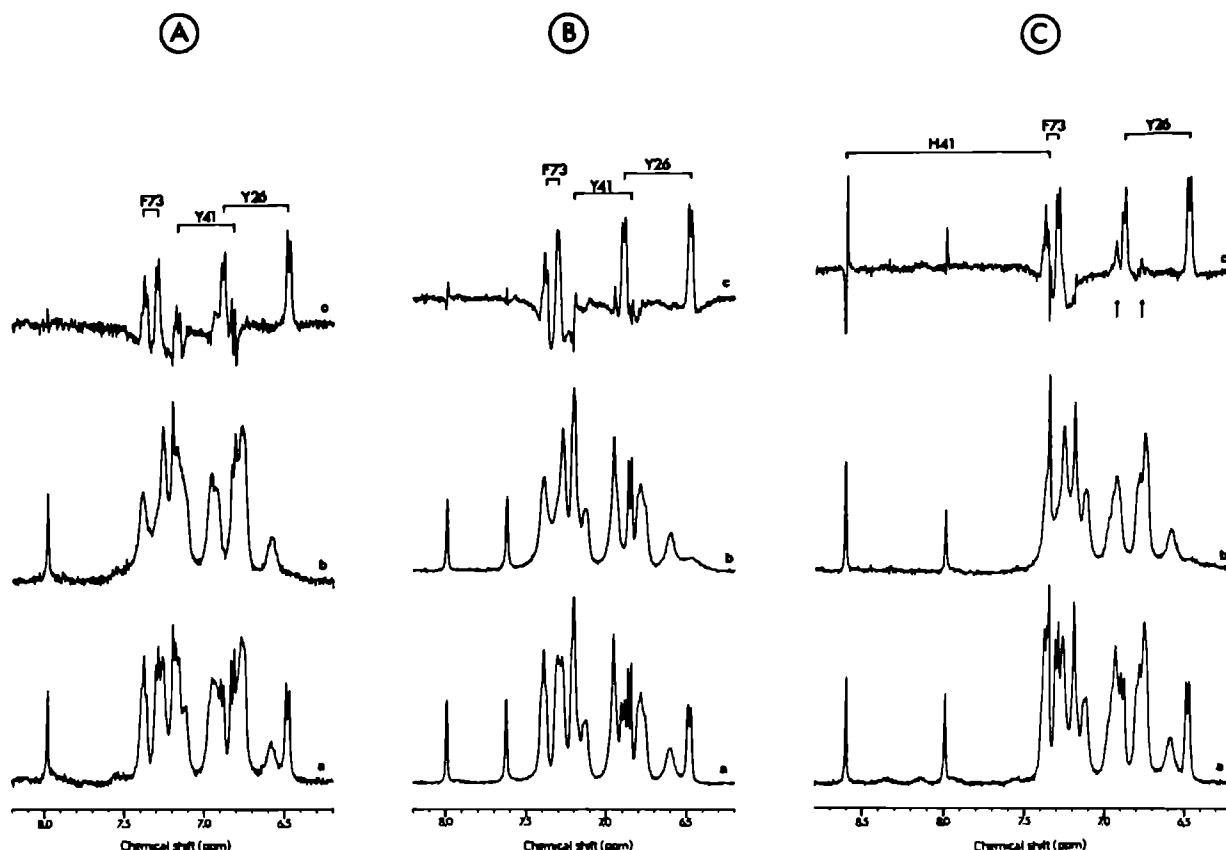 A
B
C
F73
Y41
Y26
c
b
a
8.0 7.5 7.0 6.5
Chemical shift (ppm)
F73
Y41
Y26
c
b
a
8.0 7.5 7.0 6.5
Chemical shift (ppm)
H41
F73
Y26
c
b
a
8.5 8.0 7.5 7.0 6.5
Chemical shift (ppm)